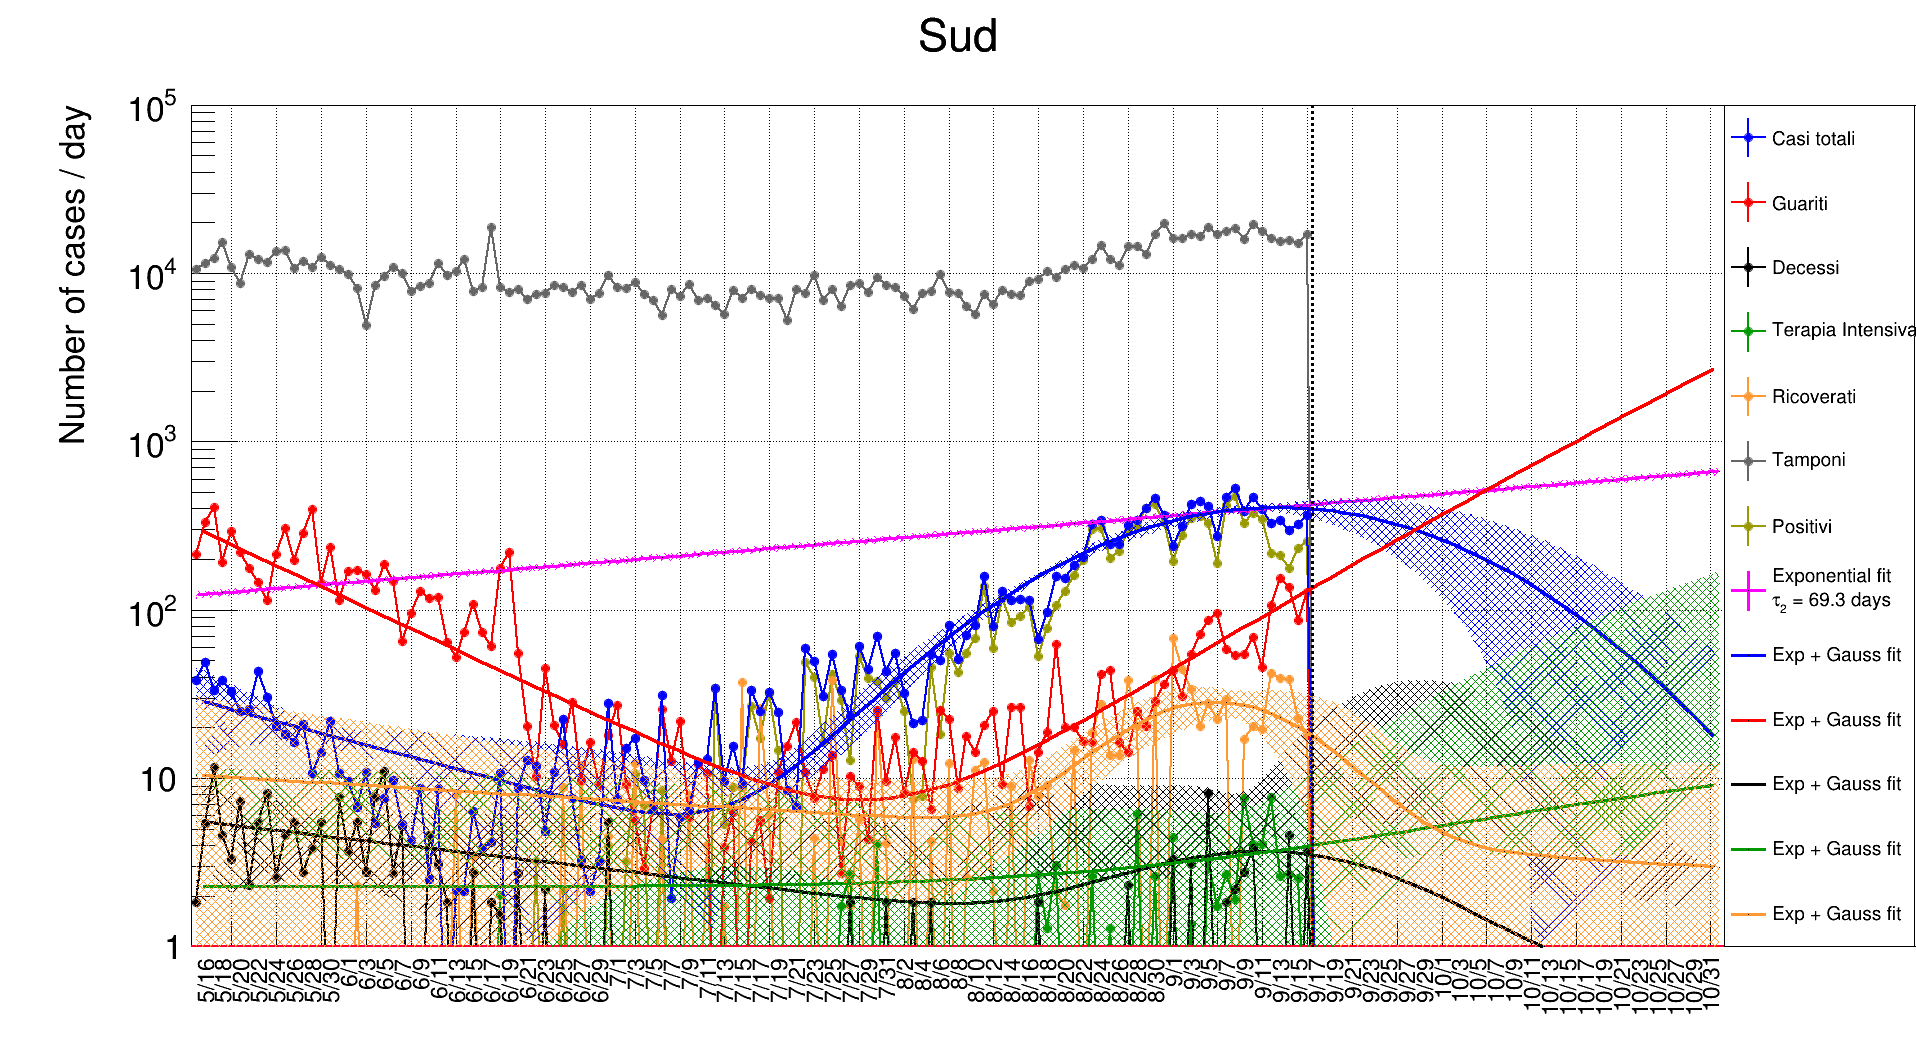 Sud
Number of cases / day
10^5
10^4
10^3
10^2
10
1
5/16 5/18 5/20 5/22 5/24 5/26 5/28 5/30 6/1 6/3 6/5 6/7 6/9 6/11 6/13 6/15 6/17 6/19 6/21 6/23 6/25 6/27 6/29 7/1 7/3 7/5 7/7 7/9 7/11 7/13 7/15 7/17 7/19 7/21 7/23 7/25 7/27 7/29 7/31 8/2 8/4 8/6 8/8 8/10 8/12 8/14 8/16 8/18 8/20 8/22 8/24 8/26 8/28 8/30 9/1 9/3 9/5 9/7 9/9 9/11 9/13 9/15 9/17 9/19 9/21 9/23 9/25 9/27 9/29 10/1 10/3 10/5 10/7 10/9 10/11 10/13 10/15 10/17 10/19 10/21 10/23 10/25 10/27 10/29 10/31
Casi totali
Guariti
Decessi
Terapia Intensiva
Ricoverati
Tamponi
Positivi
Exponential fit
τ₂ = 69.3 days
Exp + Gauss fit
Exp + Gauss fit
Exp + Gauss fit
Exp + Gauss fit
Exp + Gauss fit